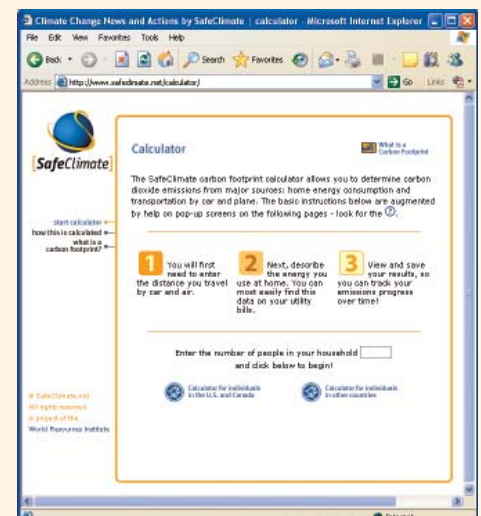 Climate Change News and Actions by SafeClimate | calculator - Microsoft Internet Explorer
File Edit View Favorites Tools Help
Back Search Favorites
Address http://www.safeclimate.net/calculator/ Go Links
SafeClimate
Calculator
What is a
Carbon Footprint
The SafeClimate carbon footprint calculator allows you to determine carbon
dioxide emissions from major sources: home energy consumption and
transportation by car and plane. The basic instructions below are augmented
by help on pop-up screens on the following pages - look for the ?.
start calculator
how this is calculated
what is a
carbon footprint?
1 You will first
need to enter
the distance you travel
by car and air.
2 Next, describe
the energy you
use at home. You can
most easily find this
data on your utility
bills.
3 View and save
your results, so
you can track your
emissions progress
over time!
Enter the number of people in your household
and click below to begin!
Calculator for individuals
in the U.S. and Canada
Calculator for individuals
in other countries
© SafeClimate.net
All rights reserved
A project of the
World Resources Institute
Internet